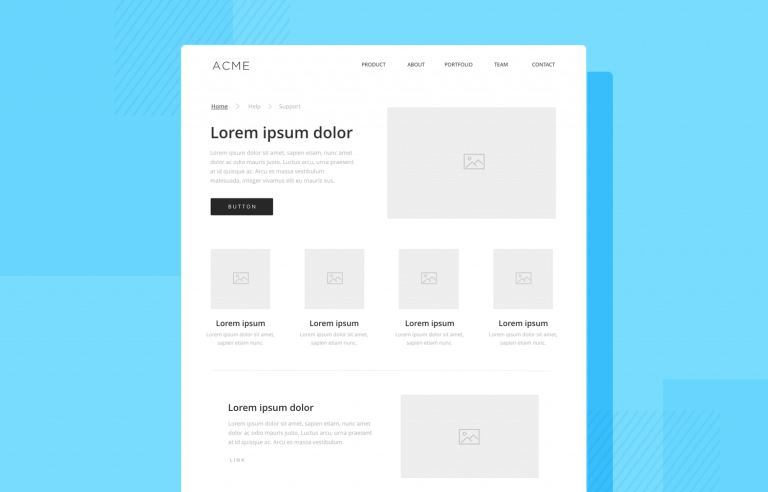 ACME PRODUCT ABOUT PORTFOLIO TEAM CONTACT
Home Help Support
Lorem ipsum dolor
Lorem ipsum dolor sit amet, sapien etiam, nunc amet
dolor ac odio mauris justo. Luctus arcu, urna praesent
at id quisque ac. Arcu es massa vestibulum
malesuada, integer vivamus elit eu mauris eus.
BUTTON
Lorem ipsum
Lorem ipsum dolor sit amet,
sapien etiam nunc.
Lorem ipsum
Lorem ipsum dolor sit amet,
sapien etiam nunc.
Lorem ipsum
Lorem ipsum dolor sit amet,
sapien etiam nunc.
Lorem ipsum
Lorem ipsum dolor sit amet,
sapien etiam nunc.
Lorem ipsum dolor
Lorem ipsum dolor sit amet, sapien etiam, nunc amet
dolor ac odio mauris justo. Luctus arcu, urna praesent
at id quisque ac. Arcu es massa vestibulum.
LINK